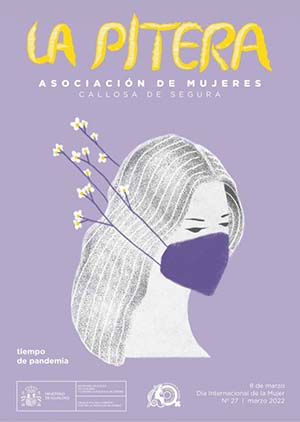 LA PITERA
ASOCIACIÓN DE MUJERES
CALLOSA DE SEGURA
tiempo
de pandemia
8 de marzo
Día Internacional de la Mujer
Nº 27 | marzo 2022
MINISTERIO
DE IGUALDAD